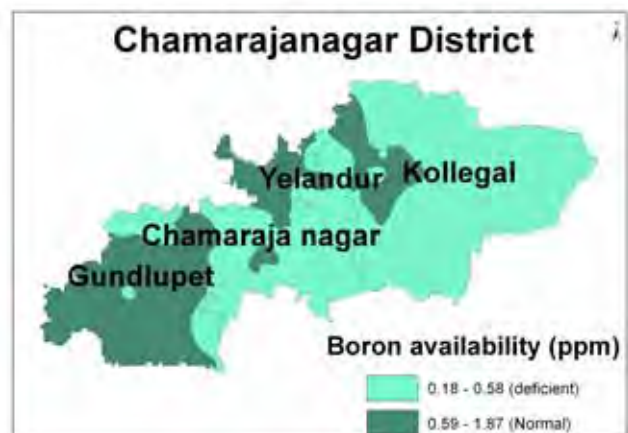 Chamarajanagar District
Yelandur
Kollegal
Chamaraja nagar
Gundlupet
Boron availability (ppm)
0.18 - 0.58 (deficient)
0.59 - 1.87 (Normal)